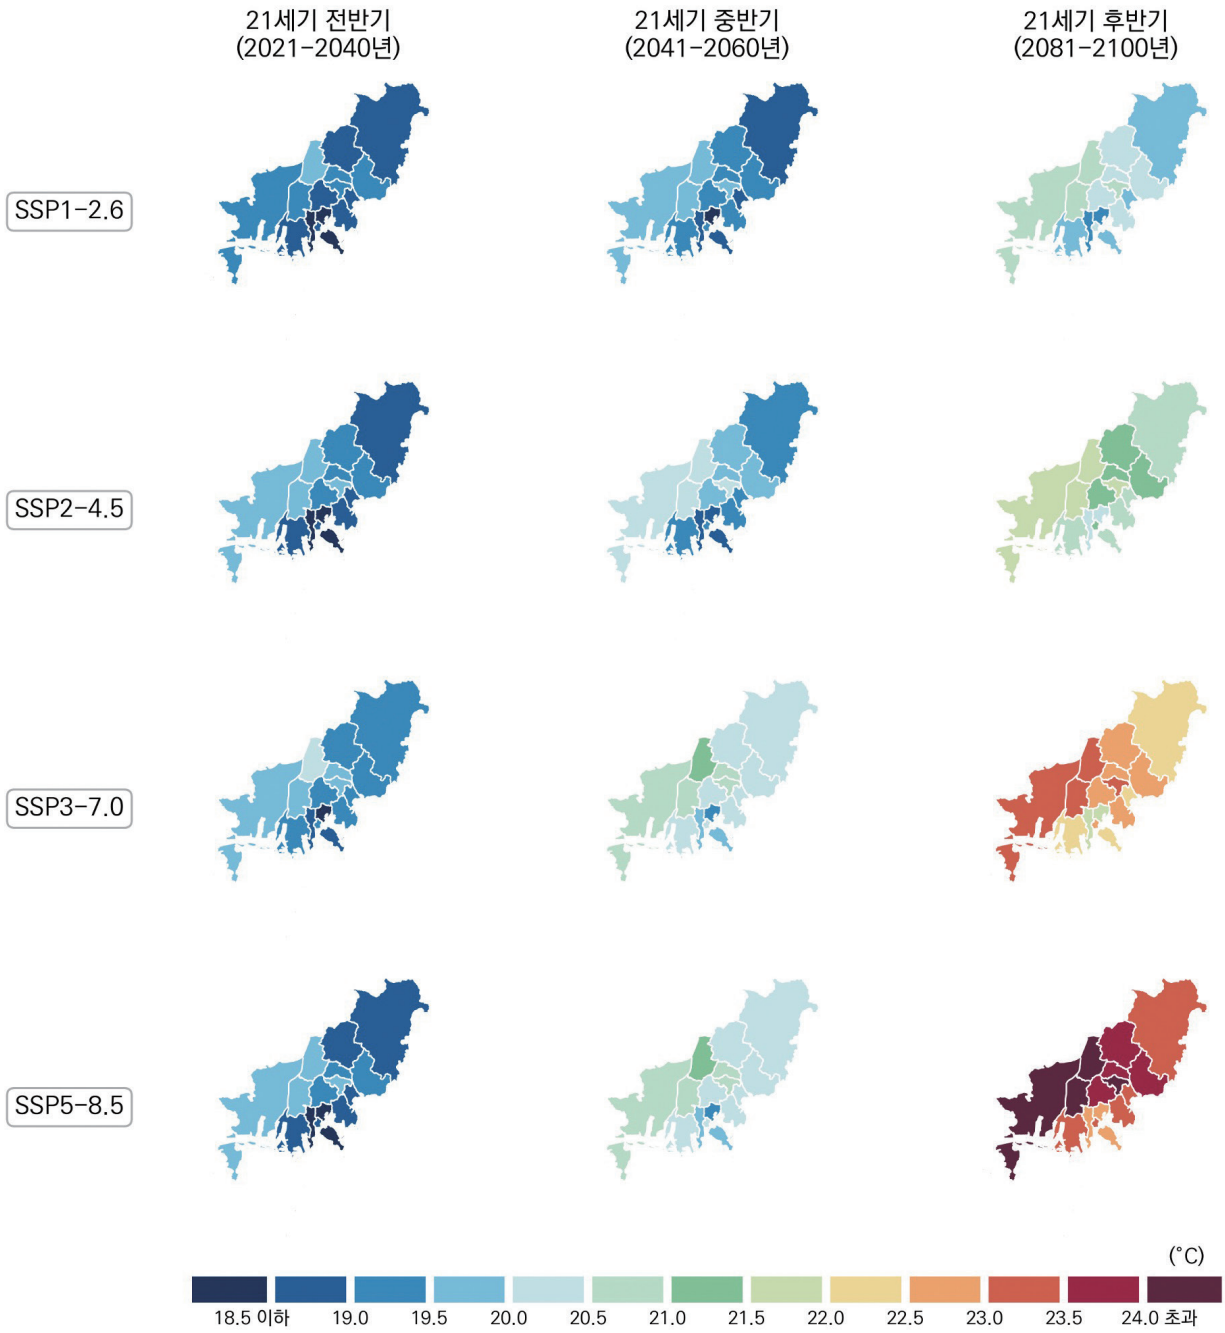 21세기 전반기
(2021-2040년)
21세기 중반기
(2041-2060년)
21세기 후반기
(2081-2100년)
SSP1-2.6
SSP2-4.5
SSP3-7.0
SSP5-8.5
(°C)
18.5 이하 19.0 19.5 20.0 20.5 21.0 21.5 22.0 22.5 23.0 23.5 24.0 초과